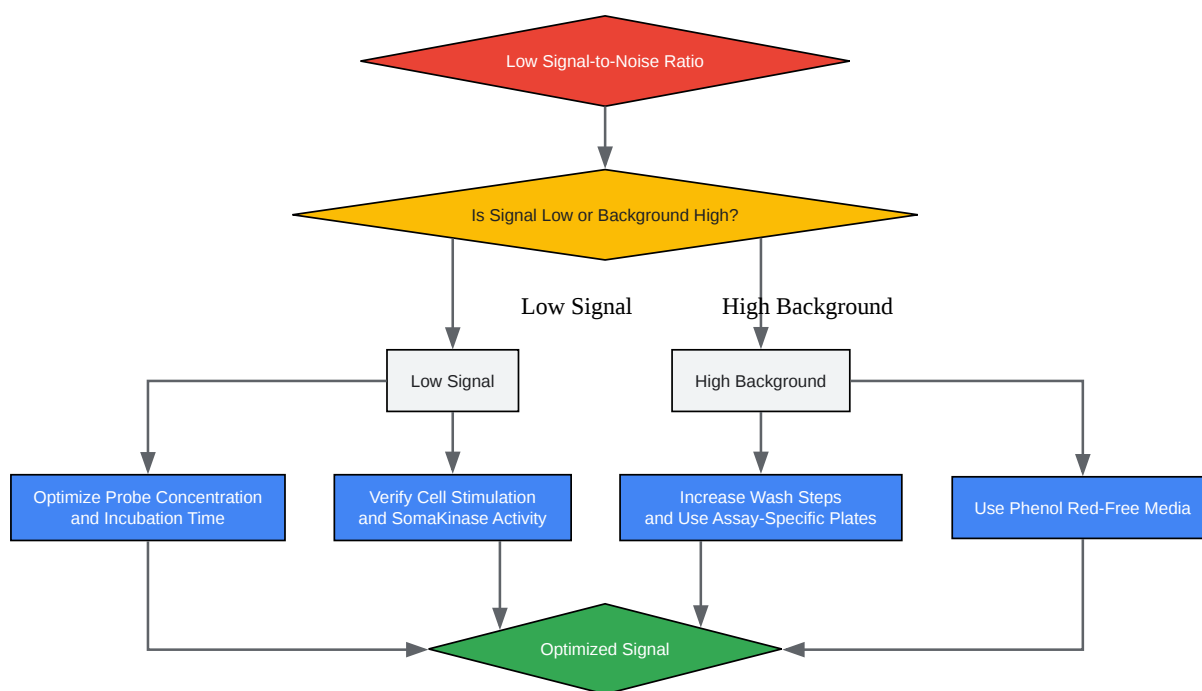 Low Signal-to-Noise Ratio
Is Signal Low or Background High?
Low Signal
High Background
Low Signal
High Background
Optimize Probe Concentration
and Incubation Time
Verify Cell Stimulation
and SomaKinase Activity
Increase Wash Steps
and Use Assay-Specific Plates
Use Phenol Red-Free Media
Optimized Signal